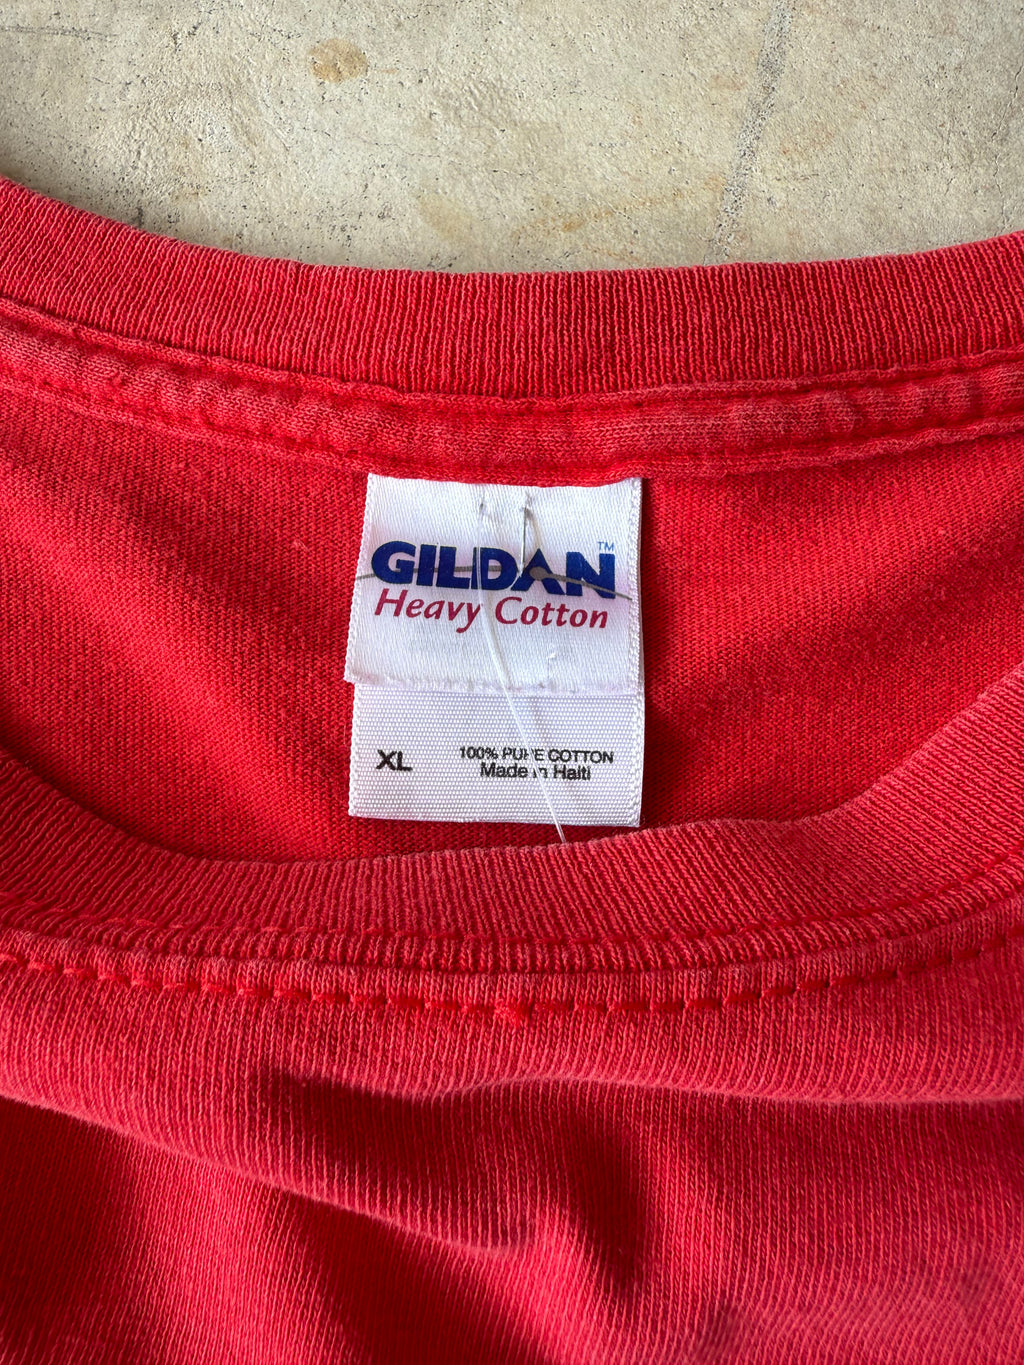 GILDAN™
Heavy Cotton
XL
100% PURE COTTON
Made in Haiti